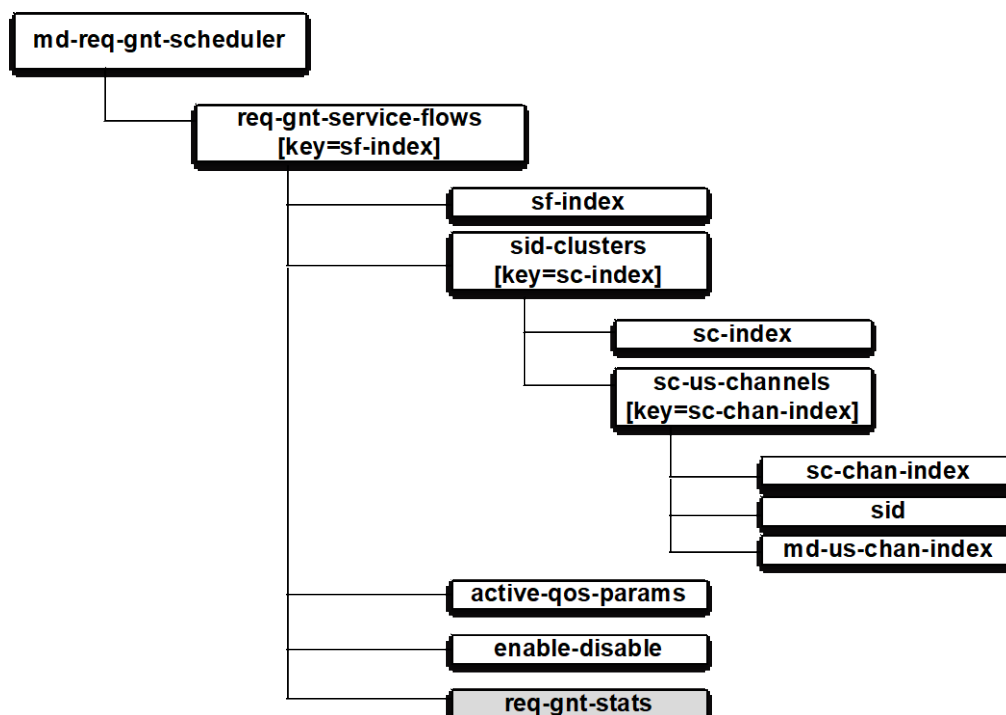 md-req-gnt-scheduler
req-gnt-service-flows
[key=sf-index]
sf-index
sid-clusters
[key=sc-index]
sc-index
sc-us-channels
[key=sc-chan-index]
sc-chan-index
sid
md-us-chan-index
active-qos-params
enable-disable
req-gnt-stats